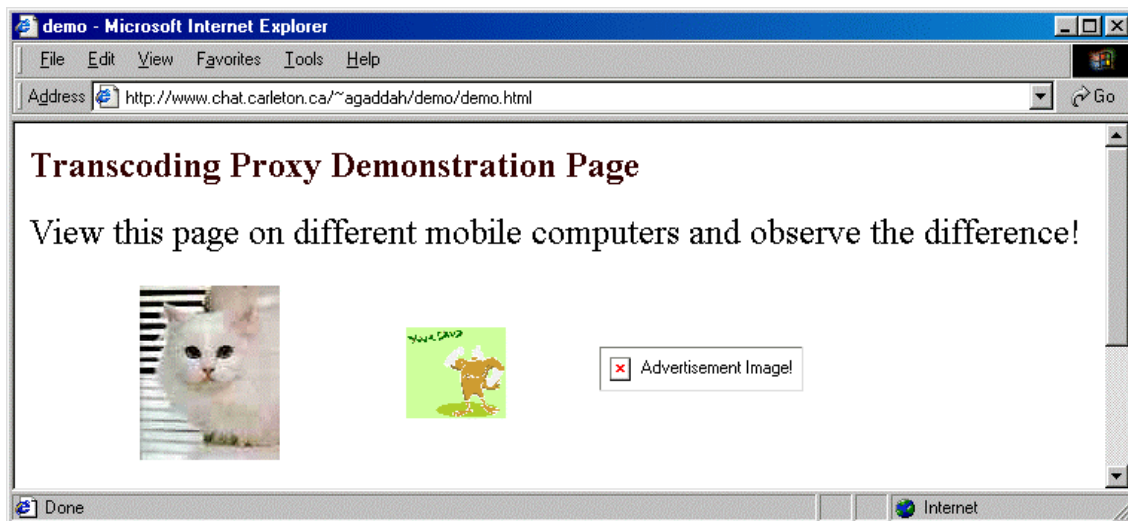 demo - Microsoft Internet Explorer
File Edit View Favorites Tools Help
Address http://www.chat.carleton.ca/~agaddah/demo/demo.html Go
Transcoding Proxy Demonstration Page
View this page on different mobile computers and observe the difference!
Advertisement Image!
Done Internet